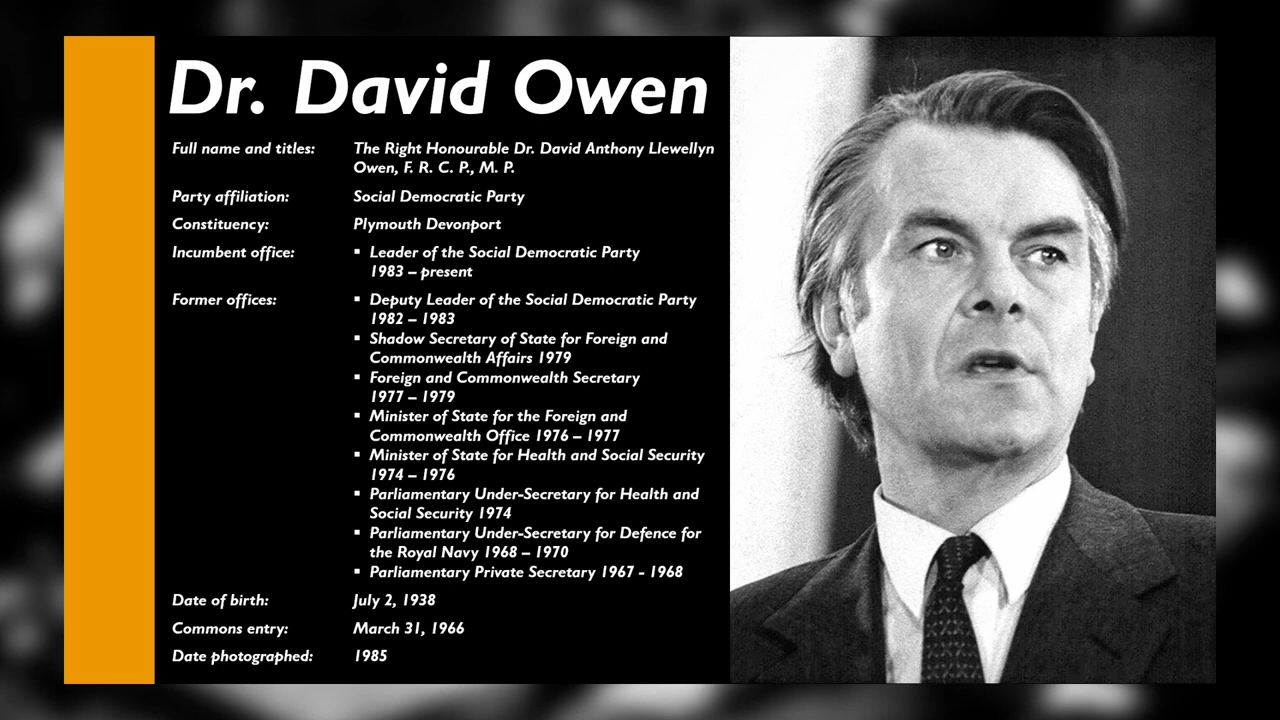 Dr. David Owen
Full name and titles: The Right Honourable Dr. David Anthony Llewellyn
Owen, F. R. C. P., M. P.
Party affiliation: Social Democratic Party
Constituency: Plymouth Devonport
Incumbent office: ▪ Leader of the Social Democratic Party
1983 – present
Former offices: ▪ Deputy Leader of the Social Democratic Party
1982 – 1983
▪ Shadow Secretary of State for Foreign and
Commonwealth Affairs 1979
▪ Foreign and Commonwealth Secretary
1977 – 1979
▪ Minister of State for the Foreign and
Commonwealth Office 1976 – 1977
▪ Minister of State for Health and Social Security
1974 – 1976
▪ Parliamentary Under-Secretary for Health and
Social Security 1974
▪ Parliamentary Under-Secretary for Defence for
the Royal Navy 1968 – 1970
▪ Parliamentary Private Secretary 1967 - 1968
Date of birth: July 2, 1938
Commons entry: March 31, 1966
Date photographed: 1985